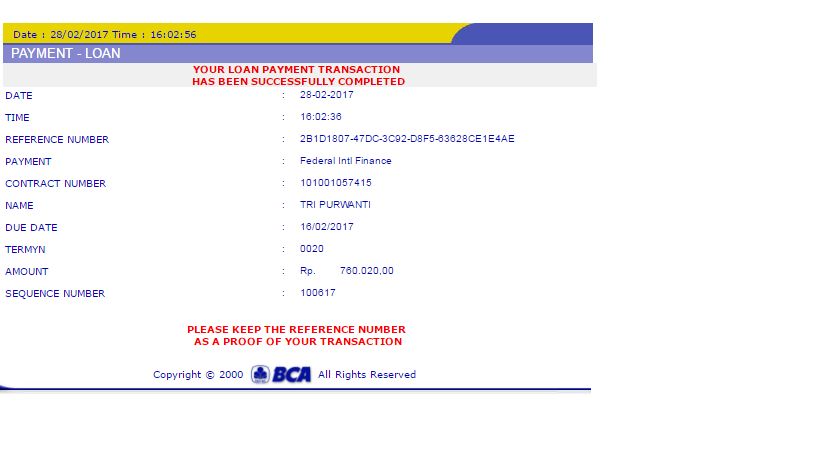 Date : 28/02/2017 Time : 16:02:56
PAYMENT - LOAN
YOUR LOAN PAYMENT TRANSACTION
HAS BEEN SUCCESSFULLY COMPLETED
DATE : 28-02-2017
TIME : 16:02:36
REFERENCE NUMBER : 2B1D1807-47DC-3C92-D8F5-63628CE1E4AE
PAYMENT : Federal Intl Finance
CONTRACT NUMBER : 101001057415
NAME : TRI PURWANTI
DUE DATE : 16/02/2017
TERMYN : 0020
AMOUNT : Rp. 760.020,00
SEQUENCE NUMBER : 100617
PLEASE KEEP THE REFERENCE NUMBER
AS A PROOF OF YOUR TRANSACTION
Copyright © 2000 BCA All Rights Reserved